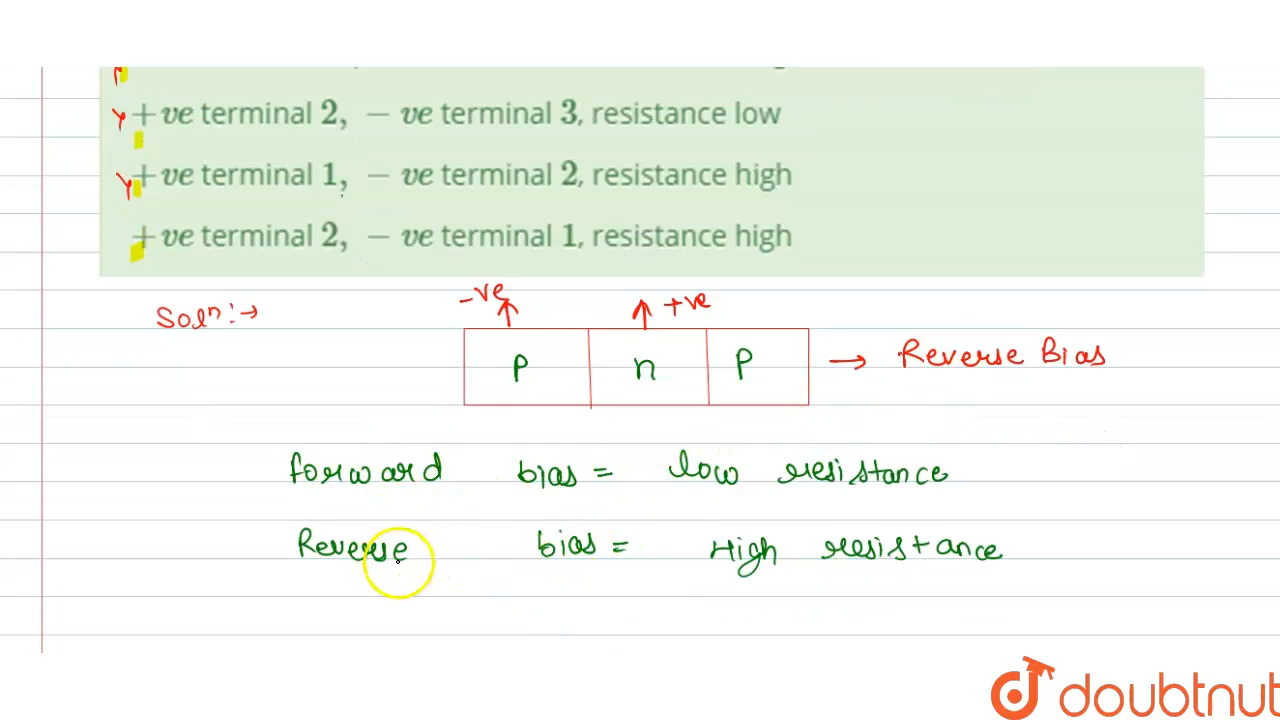 +ve terminal 2, −ve terminal 3, resistance low
+ve terminal 1, −ve terminal 2, resistance high
+ve terminal 2, −ve terminal 1, resistance high
Solⁿ:→
-ve
+ve
P n P → Reverse Bias
forward bias = low resistance
Reverse bias = High resistance
doubtnut